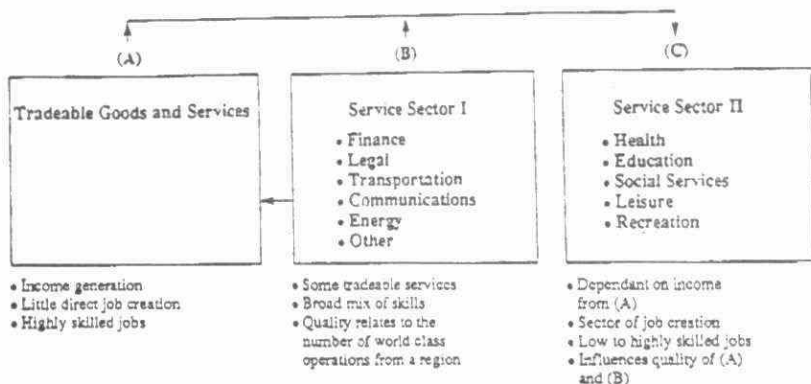 (A)
(B)
(C)
Tradeable Goods and Services
Service Sector I
• Finance
• Legal
• Transportation
• Communications
• Energy
• Other
Service Sector II
• Health
• Education
• Social Services
• Leisure
• Recreation
• Income generation
• Little direct job creation
• Highly skilled jobs
• Some tradeable services
• Broad mix of skills
• Quality relates to the
number of world class
operations from a region
• Dependant on income
from (A)
• Sector of job creation
• Low to highly skilled jobs
• Influences quality of (A)
and (B)